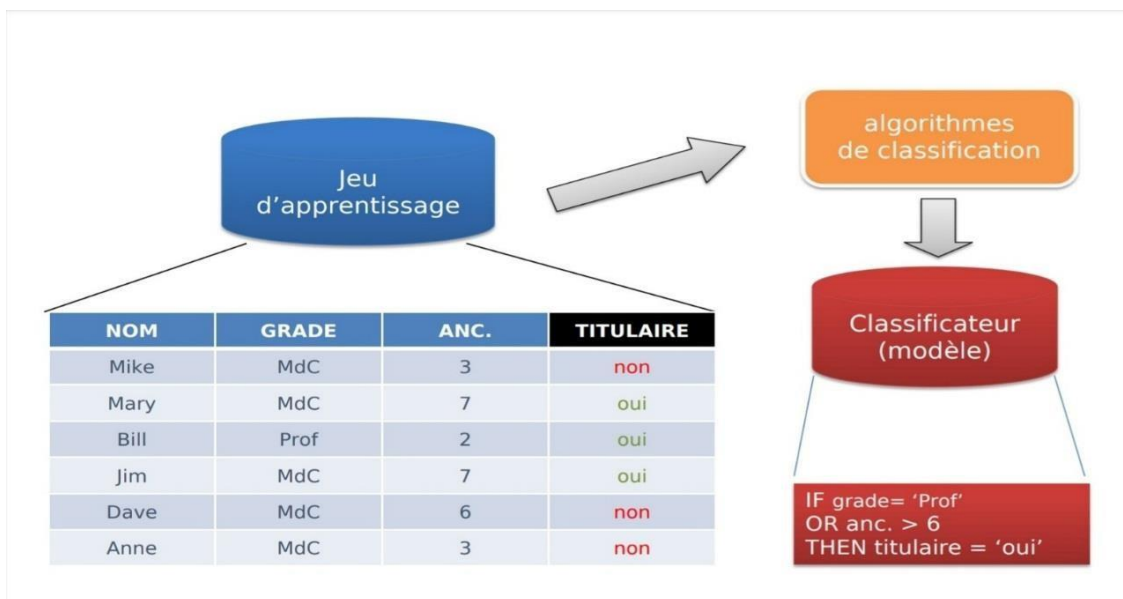 Jeu
d’apprentissage
algorithmes
de classification
Classificateur
(modèle)
NOM GRADE ANC. TITULAIRE
Mike MdC 3 non
Mary MdC 7 oui
Bill Prof 2 oui
Jim MdC 7 oui
Dave MdC 6 non
Anne MdC 3 non
IF grade= ‘Prof’
OR anc. > 6
THEN titulaire = ‘oui’